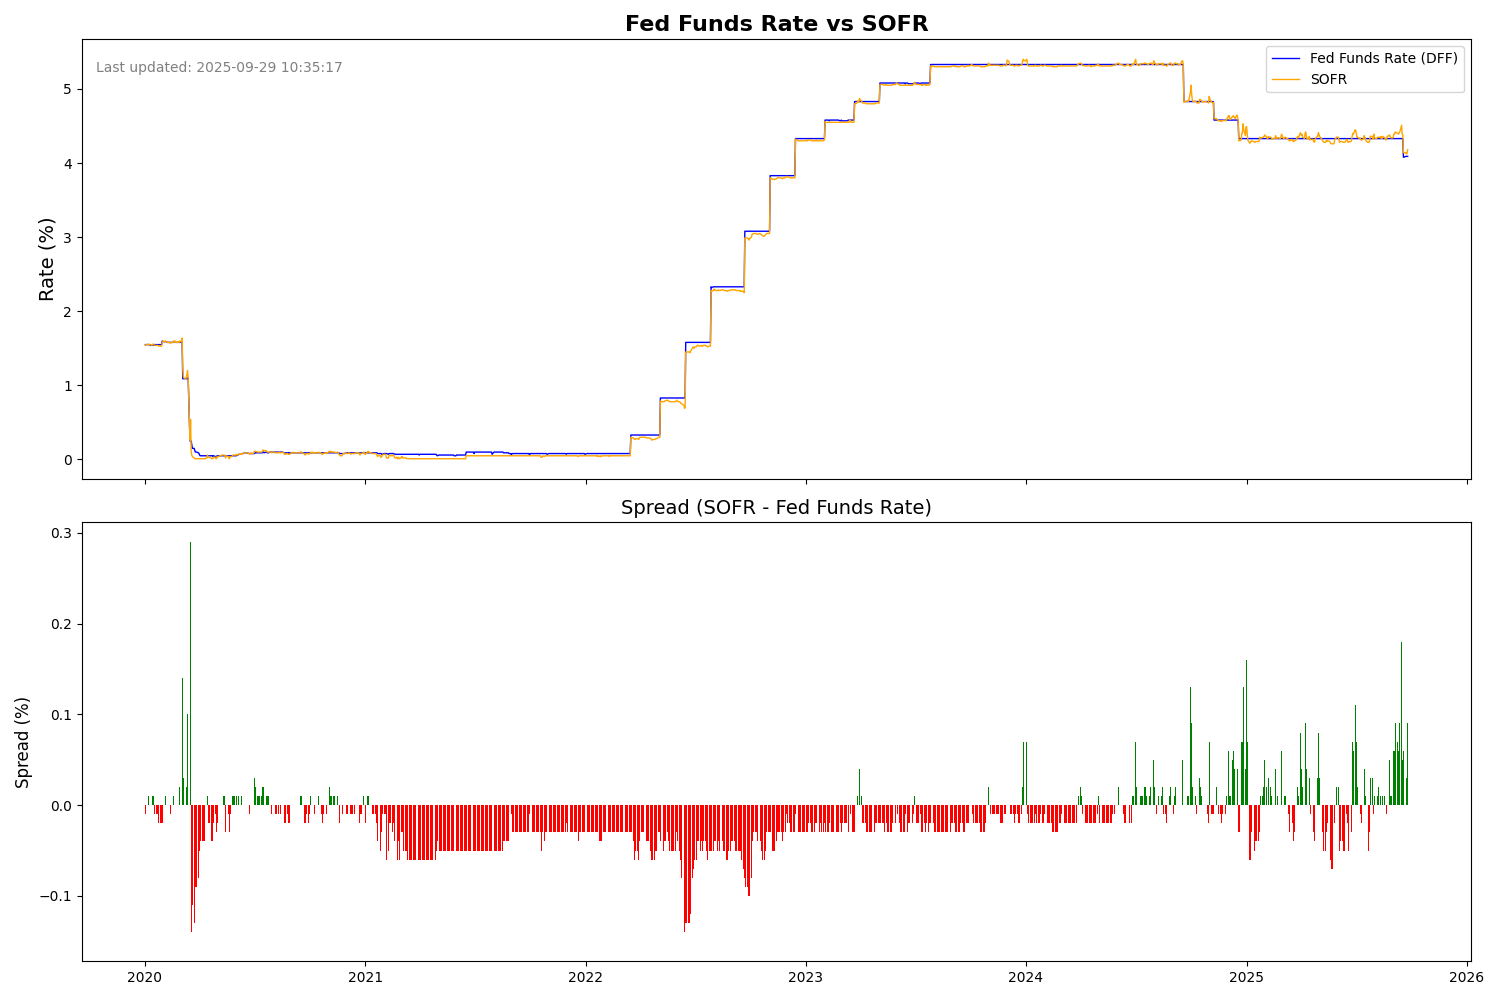 Fed Funds Rate vs SOFR
Last updated: 2025-09-29 10:35:17
Fed Funds Rate (DFF)
SOFR
Rate (%)
5
4
3
2
1
0
Spread (SOFR - Fed Funds Rate)
Spread (%)
0.3
0.2
0.1
0.0
−0.1
2020 2021 2022 2023 2024 2025 2026